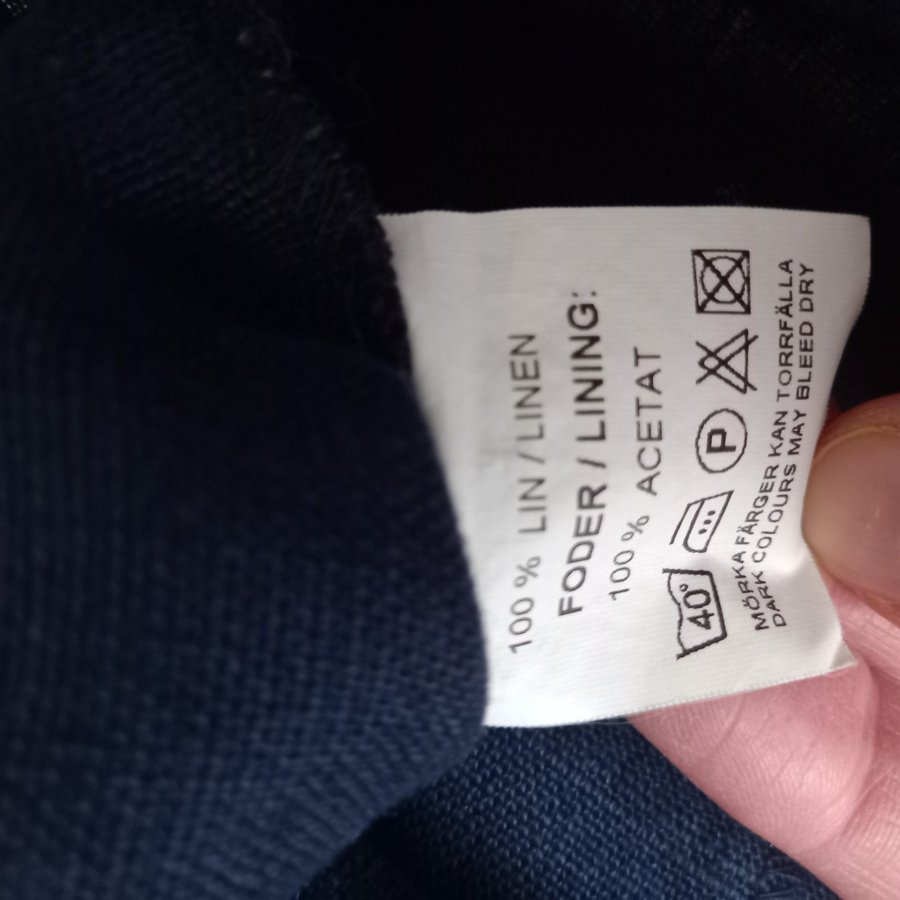 100 % LIN / LINEN
FODER / LINING:
100 % ACETAT
40° P
MÖRKA FÄRGER KAN TORRFÄLLA
DARK COLOURS MAY BLEED DRY